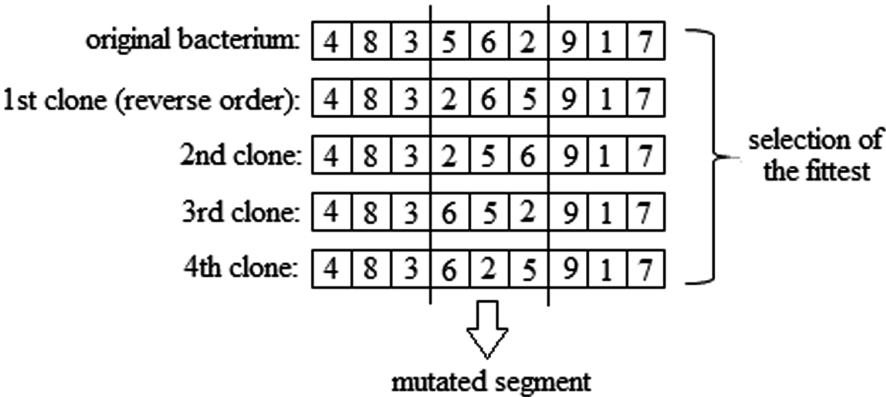 original bacterium: 4 8 3 5 6 2 9 1 7
1st clone (reverse order): 4 8 3 2 6 5 9 1 7
2nd clone: 4 8 3 2 5 6 9 1 7
3rd clone: 4 8 3 6 5 2 9 1 7
4th clone: 4 8 3 6 2 5 9 1 7
selection of
the fittest
mutated segment